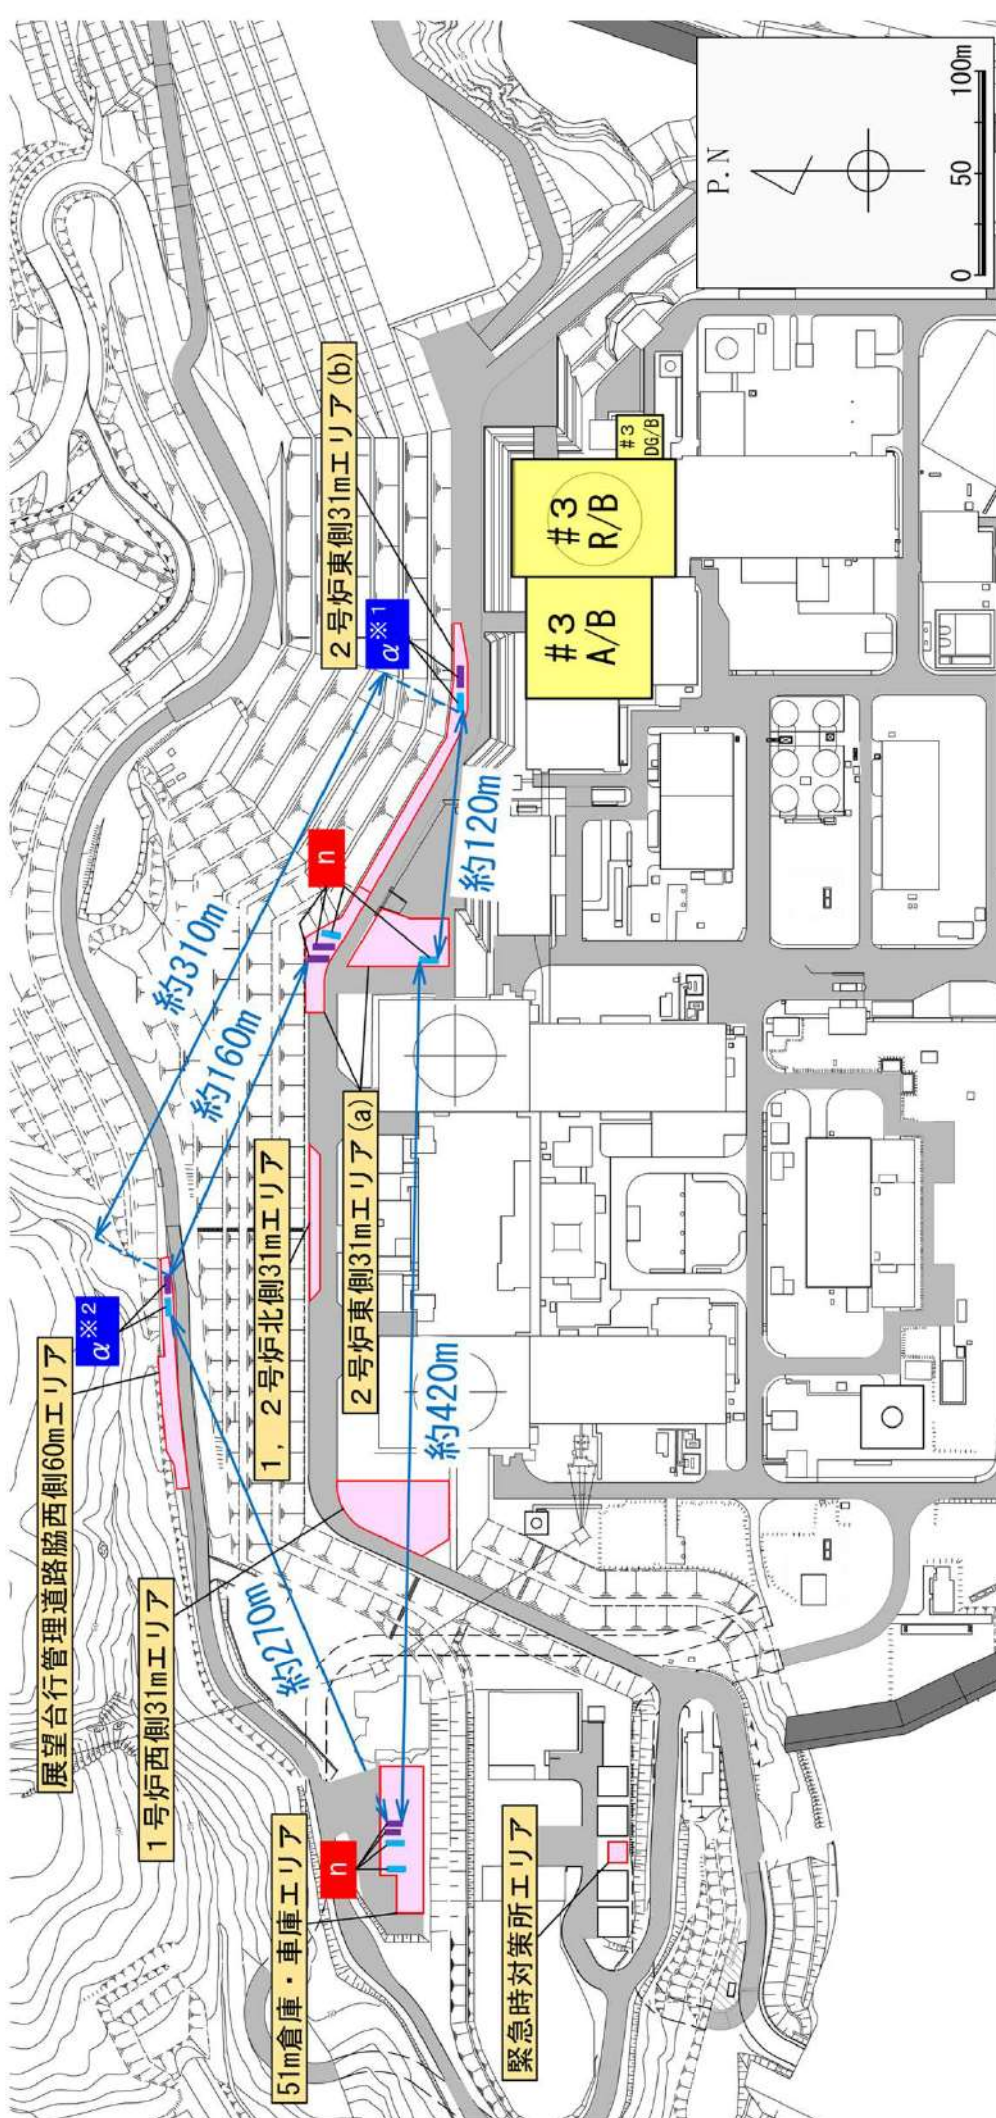 展望台行管理道路脇西側60mエリア
α※2
1号炉西側31mエリア
51m倉庫・車庫エリア
n
緊急時対策所エリア
約270m
1,2号炉北側31mエリア
2号炉東側31mエリア(a)
約420m
約310m
約160m
n
約120m
2号炉東側31mエリア(b)
α※1
#3
A/B
#3
R/B
#3
DG/B
P.N
0 50 100m